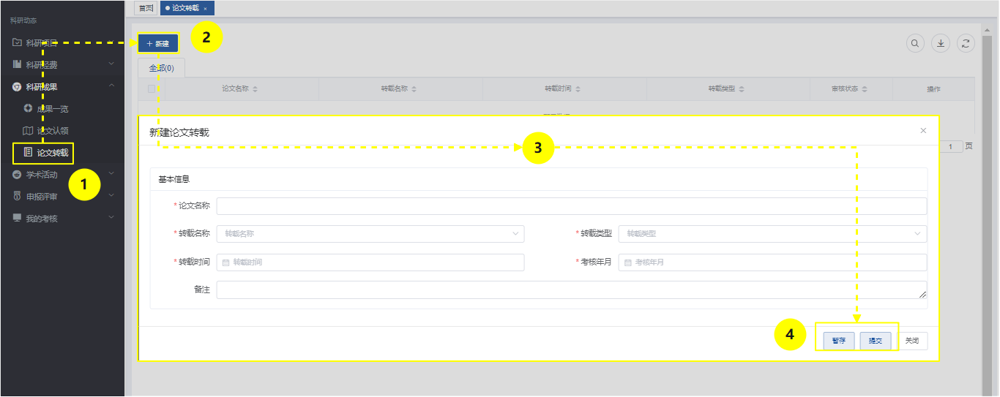 首页 论文转载 ×
科研动态
科研项目
科研经费
科研成果
成果一览
论文认领
论文转载
学术活动
申报评审
我的考核
1
+ 新建
2
全部(0)
论文名称 转载名称 转载时间 转载类型 审核状态 操作
1 页
新建论文转载 ×
3
基本信息
* 论文名称
* 转载名称 转载名称 * 转载类型 转载类型
* 转载时间 转载时间 * 考核年月 考核年月
备注
4
暂存 提交 关闭